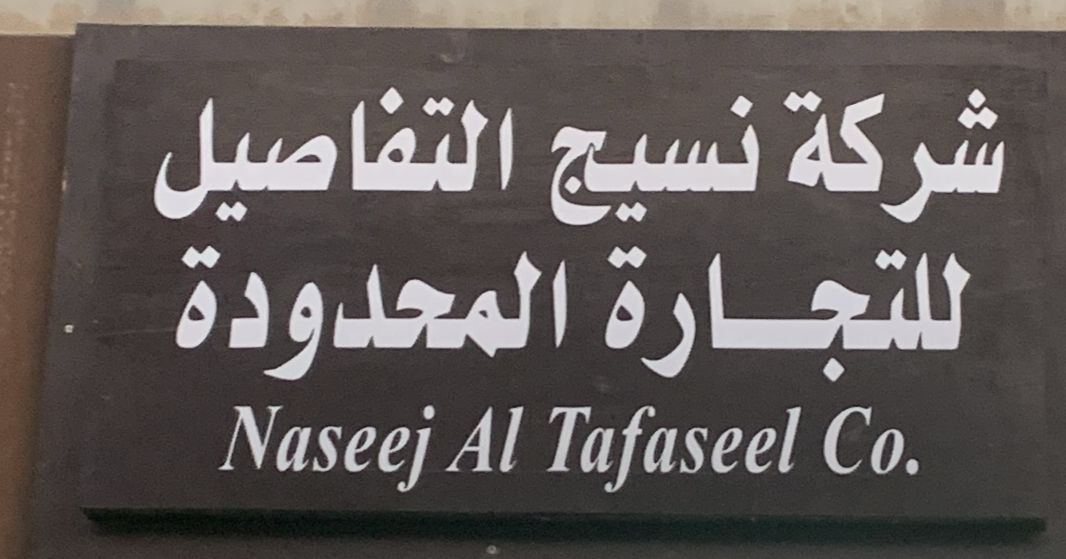 شركة نسيج التفاصيل
للتجارة المحدودة
Naseej Al Tafaseel Co.